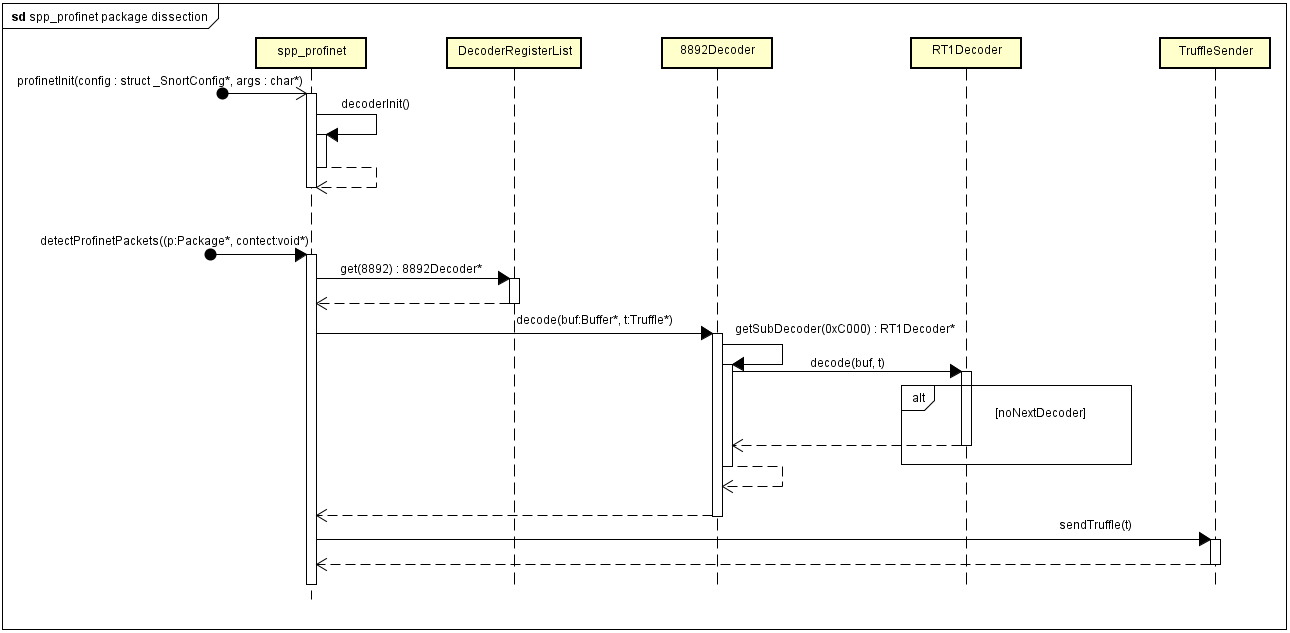 sd spp_profinet package dissection
spp_profinet
DecoderRegisterList
8892Decoder
RT1Decoder
TruffleSender
profinetInit(config : struct _SnortConfig*, args : char*)
decoderInit()
detectProfinetPackets((p:Package*, contect:void*)
get(8892) : 8892Decoder*
decode(buf:Buffer*, t:Truffle*)
getSubDecoder(0xC000) : RT1Decoder*
decode(buf, t)
alt
[noNextDecoder]
sendTruffle(t)